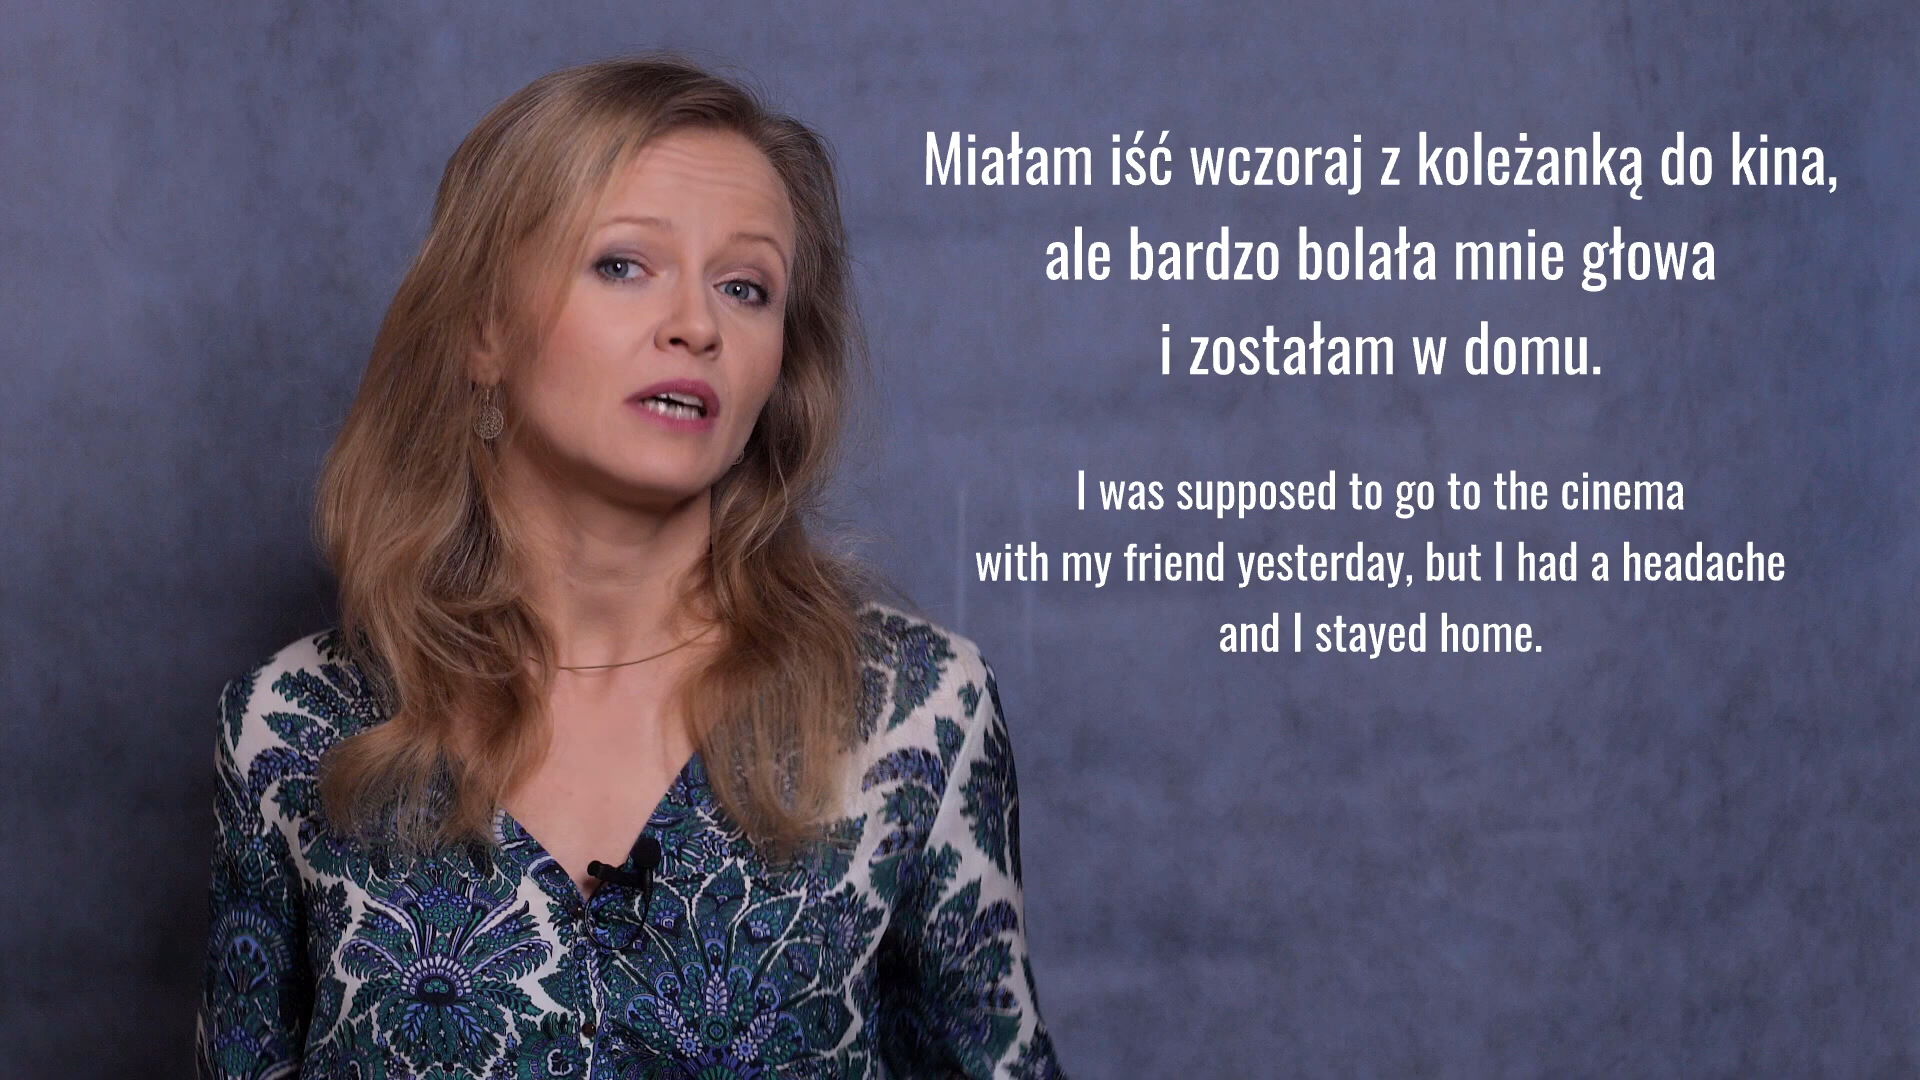 Miałam iść wczoraj z koleżanką do kina,
ale bardzo bolała mnie głowa
i zostałam w domu.
I was supposed to go to the cinema
with my friend yesterday, but I had a headache
and I stayed home.